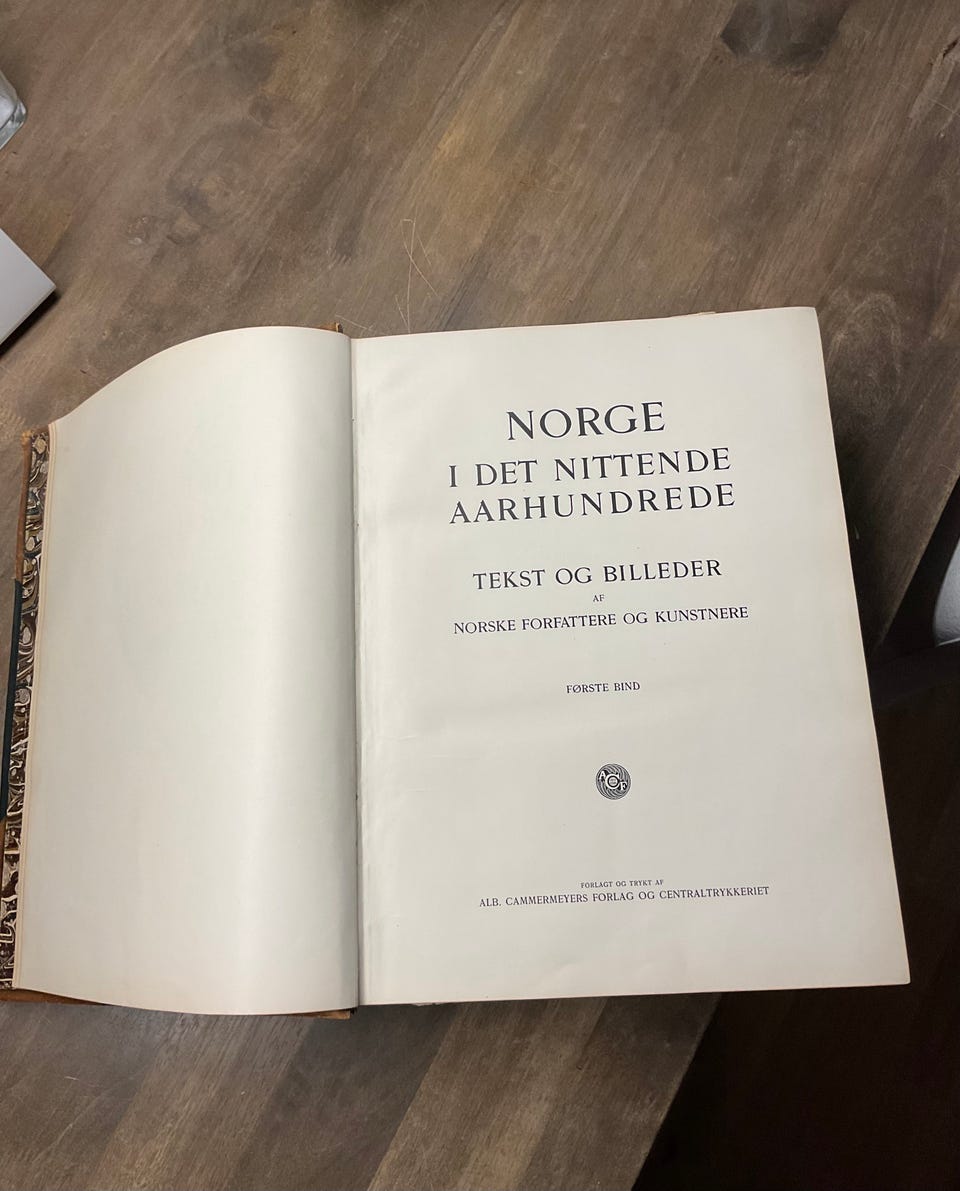 NORGE
I DET NITTENDE
AARHUNDREDE
TEKST OG BILLEDER
AF
NORSKE FORFATTERE OG KUNSTNERE
FØRSTE BIND
A C F
FORLAGT OG TRYKT AF
ALB. CAMMERMEYERS FORLAG OG CENTRALTRYKKERIET